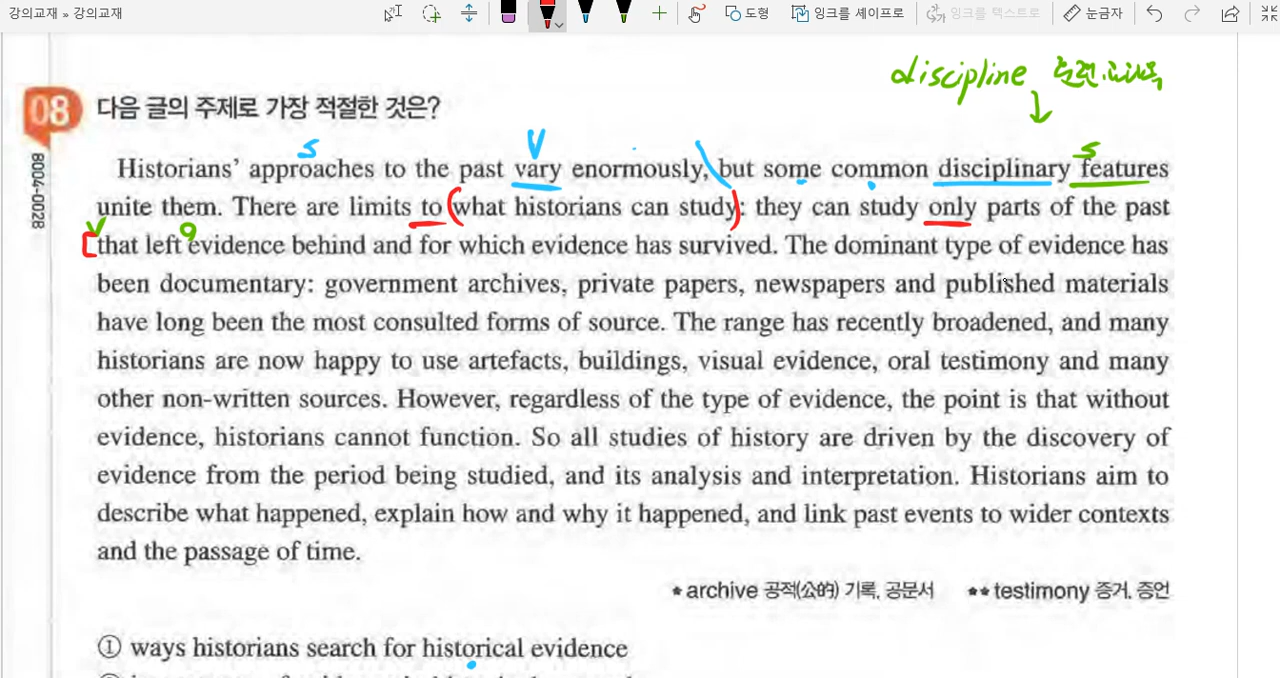 강의교재 » 강의교재
도형
잉크를 셰이프로
잉크를 텍스트로
눈금자
discipline
08 다음 글의 주제로 가장 적절한 것은?
8004-0028
S V S
Historians' approaches to the past vary enormously, but some common disciplinary features
unite them. There are limits to (what historians can study): they can study only parts of the past
V O
[that left evidence behind and for which evidence has survived. The dominant type of evidence has
been documentary: government archives, private papers, newspapers and published materials
have long been the most consulted forms of source. The range has recently broadened, and many
historians are now happy to use artefacts, buildings, visual evidence, oral testimony and many
other non-written sources. However, regardless of the type of evidence, the point is that without
evidence, historians cannot function. So all studies of history are driven by the discovery of
evidence from the period being studied, and its analysis and interpretation. Historians aim to
describe what happened, explain how and why it happened, and link past events to wider contexts
and the passage of time.
* archive 공적(公的) 기록, 공문서 ** testimony 증거, 증언
① ways historians search for historical evidence